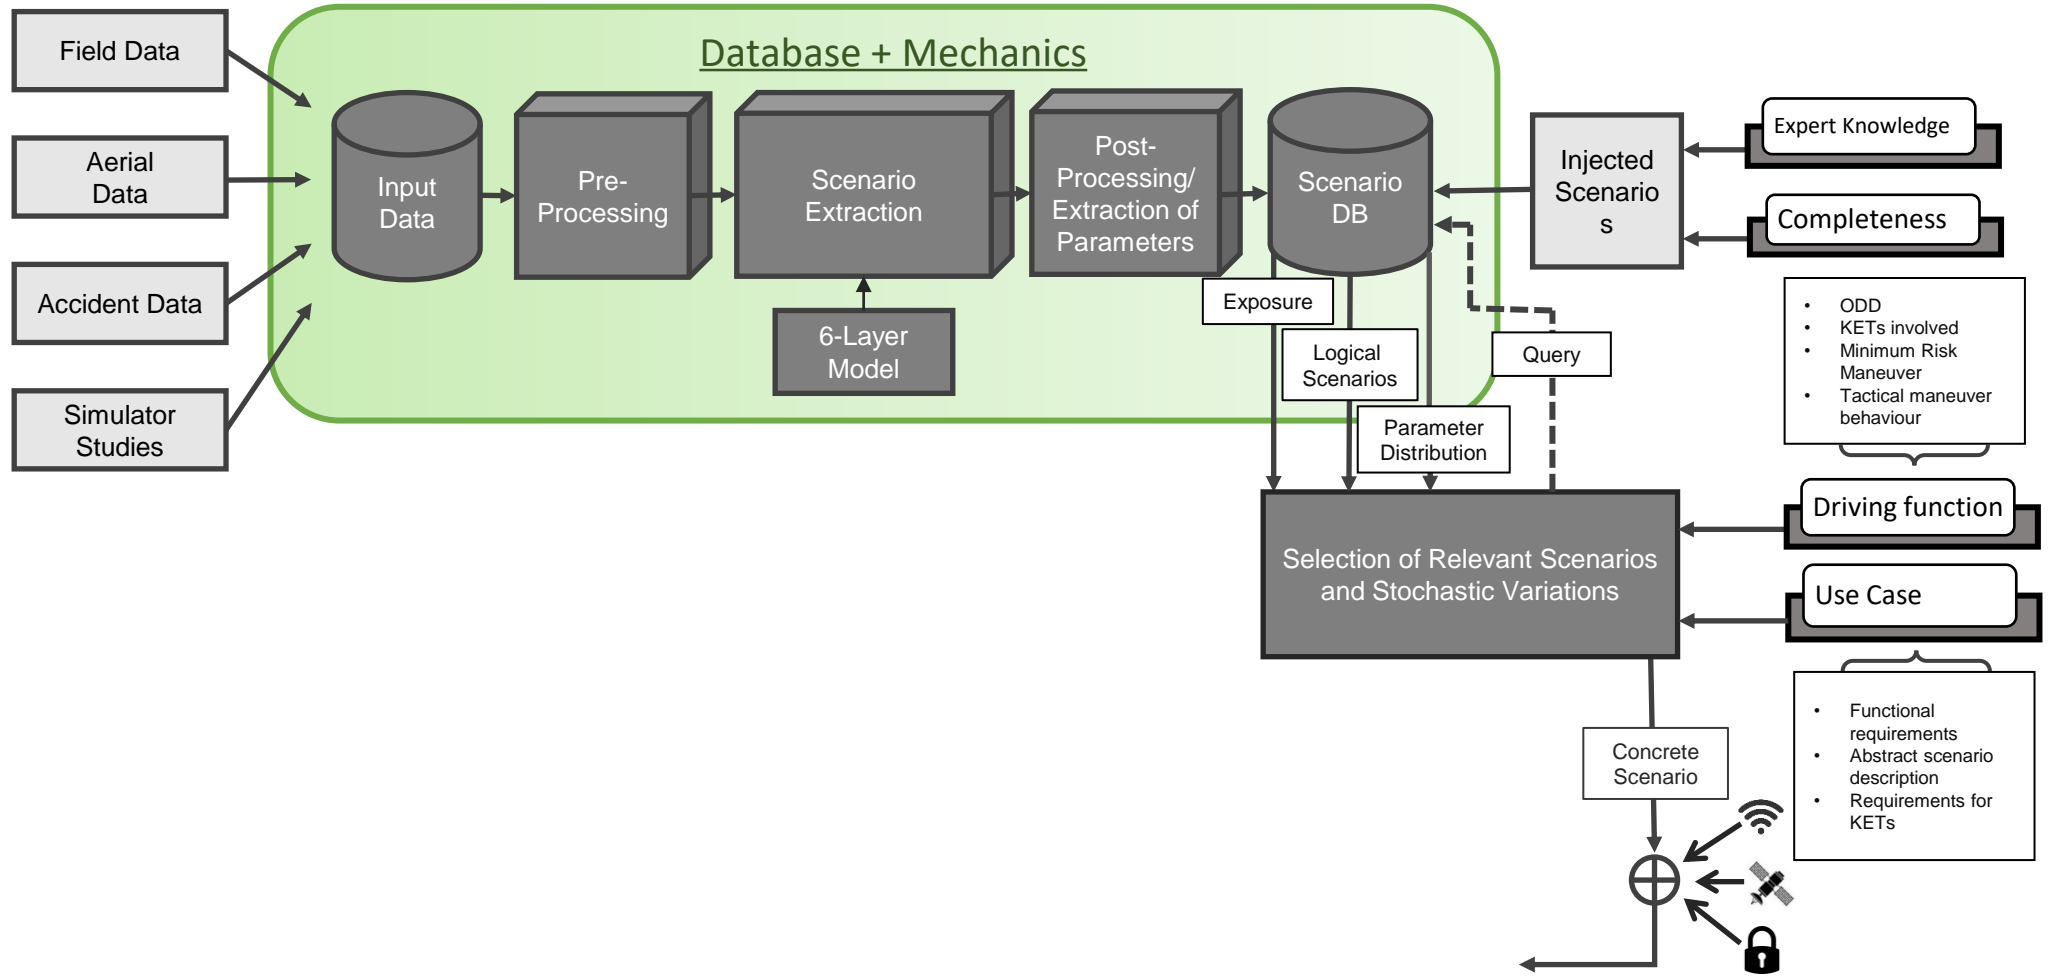 Field Data
Aerial
Data
Accident Data
Simulator
Studies
Database + Mechanics
Input
Data
Pre-
Processing
Scenario
Extraction
6-Layer
Model
Post-
Processing/
Extraction of
Parameters
Scenario
DB
Injected
Scenario
s
Expert Knowledge
Completeness
Exposure
Logical
Scenarios
Parameter
Distribution
Query
• ODD
• KETs involved
• Minimum Risk
Maneuver
• Tactical maneuver
behaviour
Driving function
Use Case
Selection of Relevant Scenarios
and Stochastic Variations
• Functional
requirements
• Abstract scenario
description
• Requirements for
KETs
Concrete
Scenario